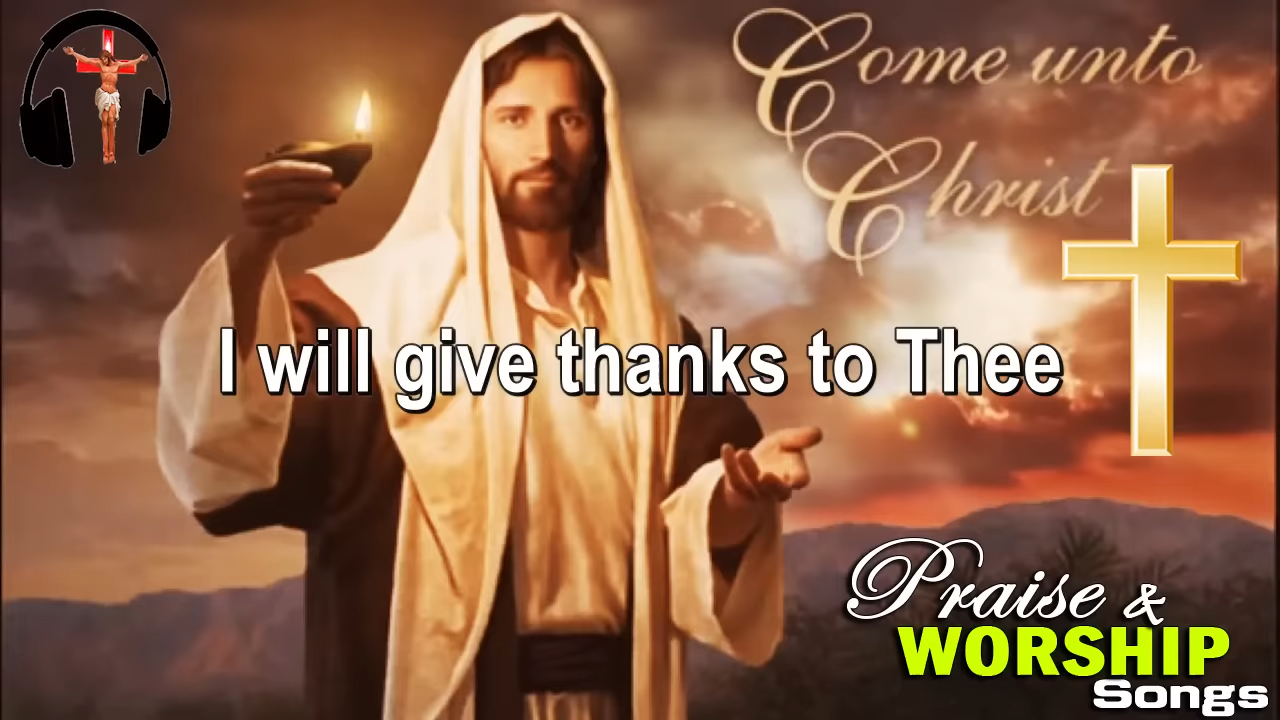 Come unto
Christ
I will give thanks to Thee
Praise &
WORSHIP
Songs